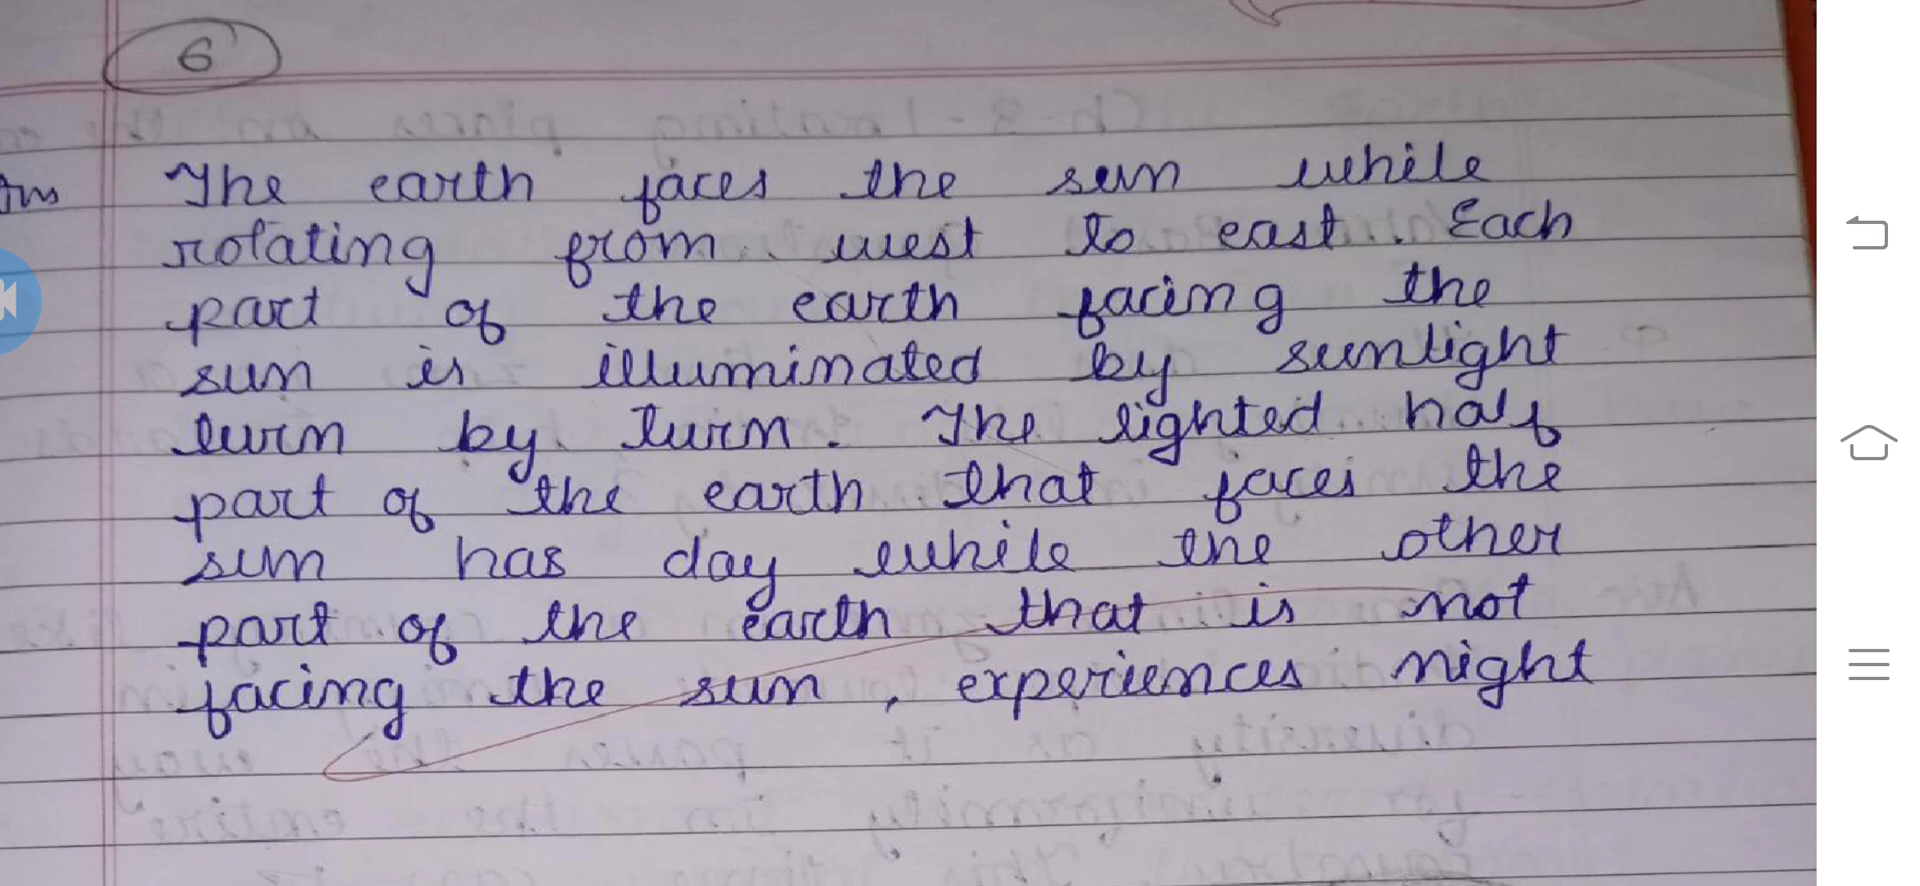 6
Ans The earth faces the sun while
rotating from west to east. Each
part of the earth facing the
sun is illuminated by sunlight
turn by turn. The lighted half
part of the earth that faces the
sun has day while the other
part of the earth that is not
facing the sun, experiences night